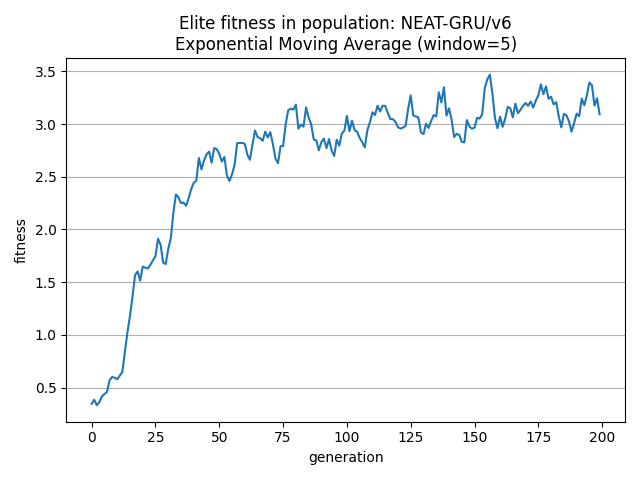 Elite fitness in population: NEAT-GRU/v6
Exponential Moving Average (window=5)
fitness
3.5
3.0
2.5
2.0
1.5
1.0
0.5
0 25 50 75 100 125 150 175 200
generation